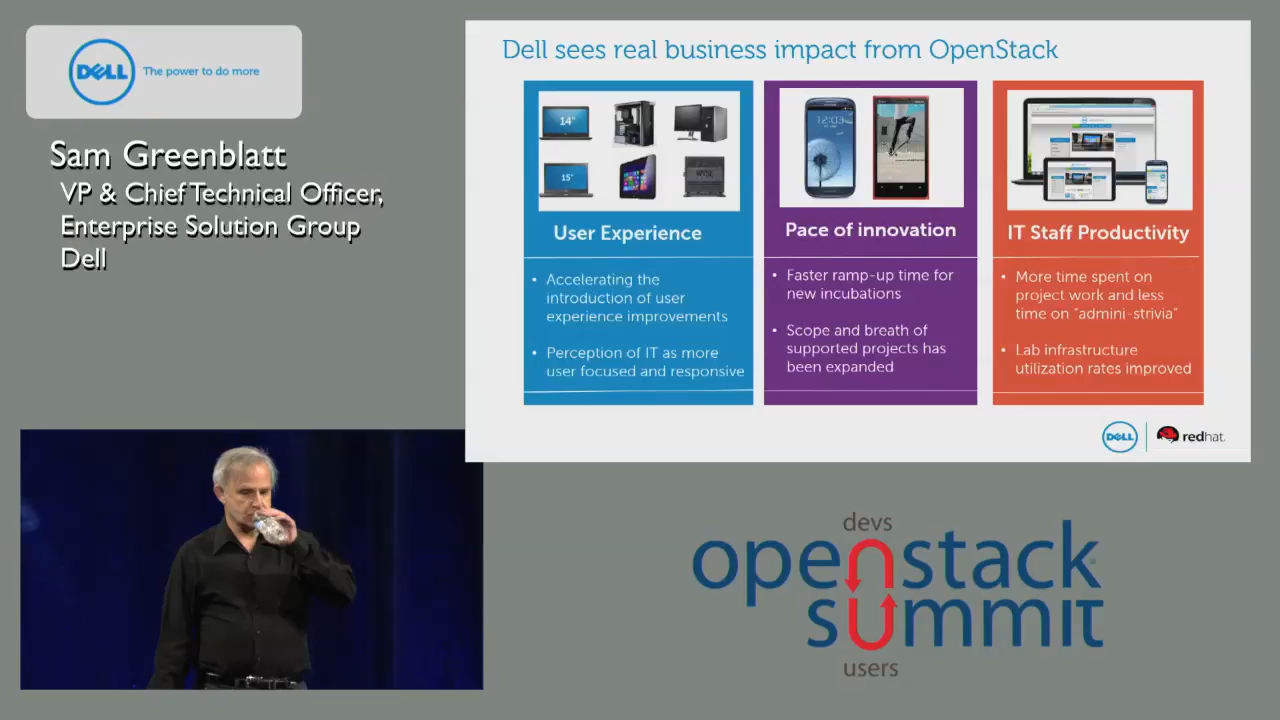 DELL
The power to do more
Sam Greenblatt
VP & Chief Technical Officer,
Enterprise Solution Group
Dell
Dell sees real business impact from OpenStack
14"
15"
WYSE
12:03
User Experience
• Accelerating the
introduction of user
experience improvements
• Perception of IT as more
user focused and responsive
Pace of innovation
• Faster ramp-up time for
new incubations
• Scope and breath of
supported projects has
been expanded
IT Staff Productivity
• More time spent on
project work and less
time on "admini-strivia"
• Lab infrastructure
utilization rates improved
DELL
redhat.
devs
openstack
summit
users